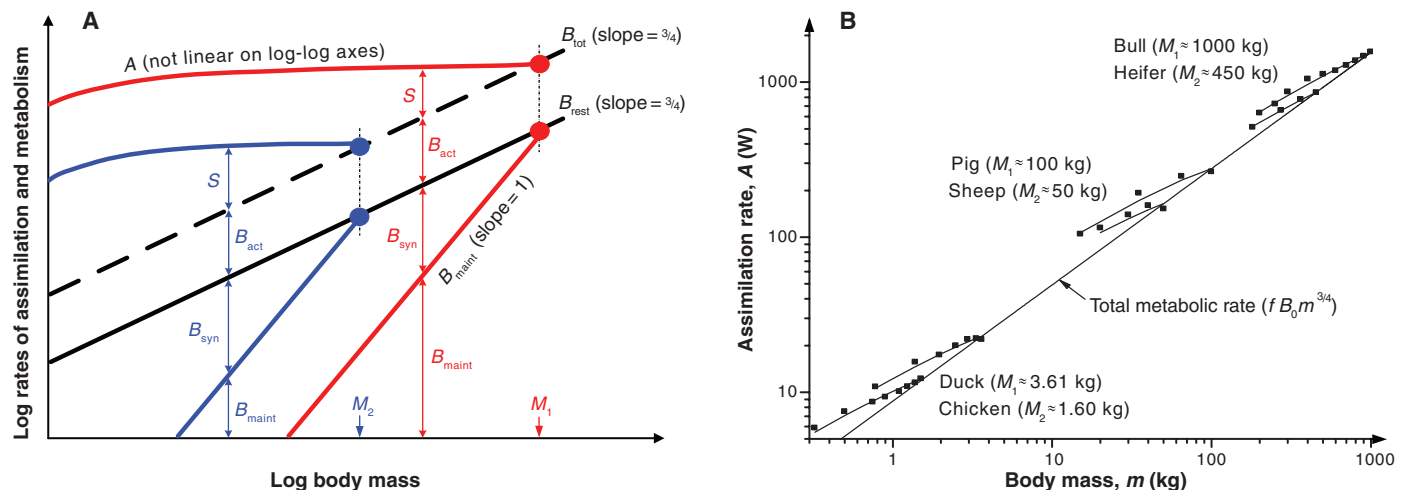 A
Log rates of assimilation and metabolism
A (not linear on log-log axes)
B_tot (slope = 3/4)
B_rest (slope = 3/4)
S
S
B_act
B_act
B_syn
B_syn
B_maint (slope = 1)
B_maint
B_maint
M_2
M_1
Log body mass
B
Assimilation rate, A (W)
1000
100
10
Bull (M_1 ≈ 1000 kg)
Heifer (M_2 ≈ 450 kg)
Pig (M_1 ≈ 100 kg)
Sheep (M_2 ≈ 50 kg)
Total metabolic rate (f B_0 m^3/4)
Duck (M_1 ≈ 3.61 kg)
Chicken (M_2 ≈ 1.60 kg)
1
10
100
1000
Body mass, m (kg)